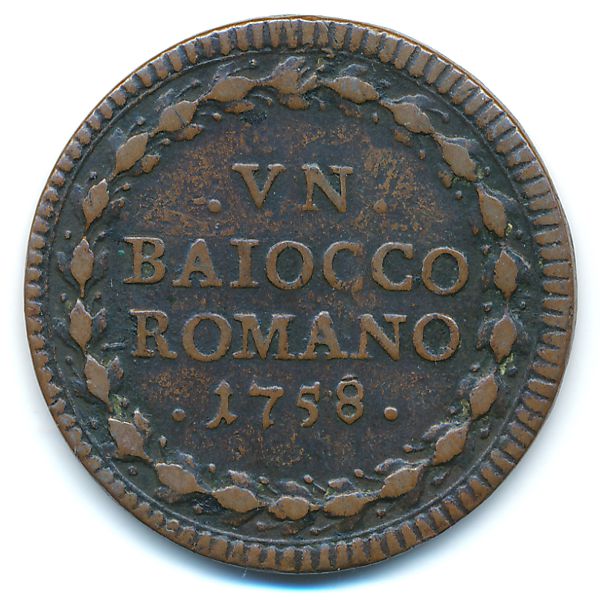 . VN
BAIOCCO
ROMANO
. 1758 .